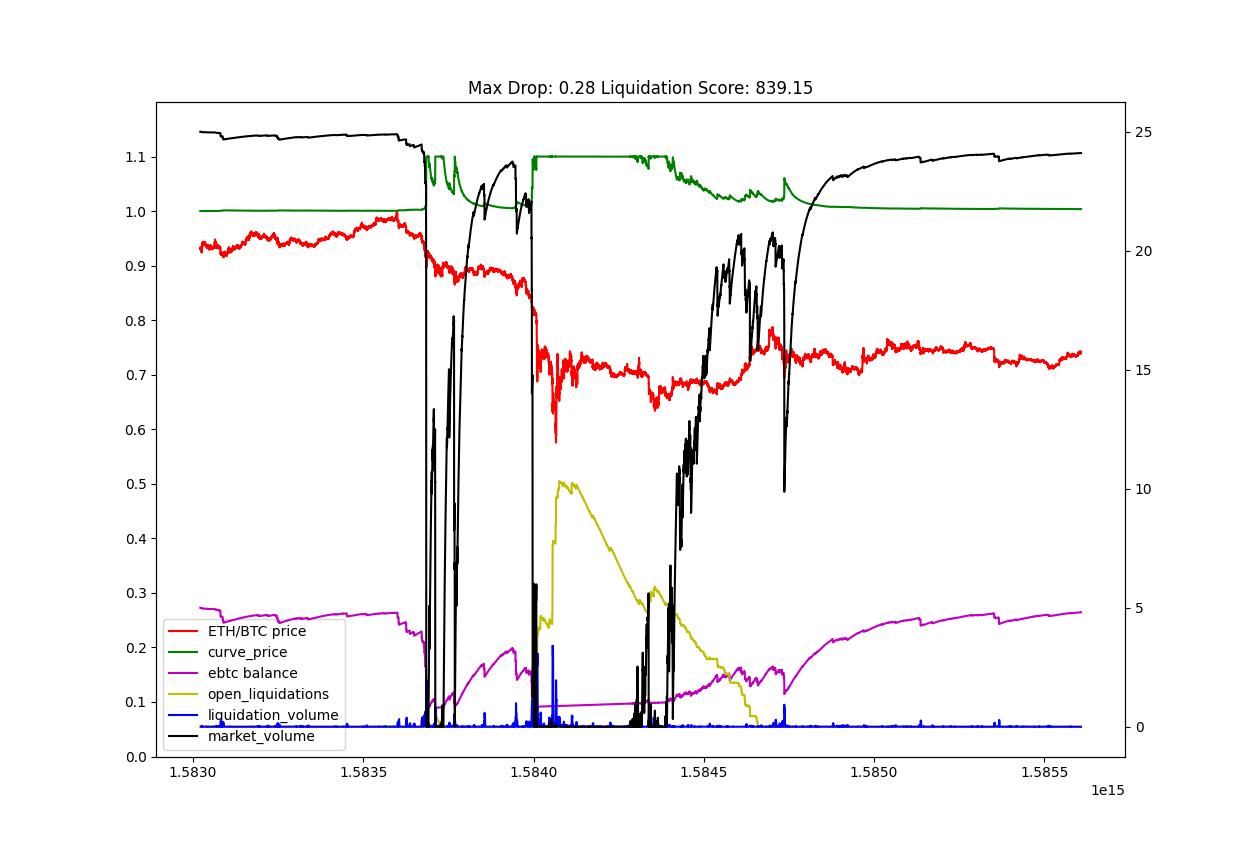 Max Drop: 0.28 Liquidation Score: 839.15
1.1
1.0
0.9
0.8
0.7
0.6
0.5
0.4
0.3
0.2
0.1
0.0
25
20
15
10
5
0
ETH/BTC price
curve_price
ebtc balance
open_liquidations
liquidation_volume
market_volume
1.5830 1.5835 1.5840 1.5845 1.5850 1.5855
1e15